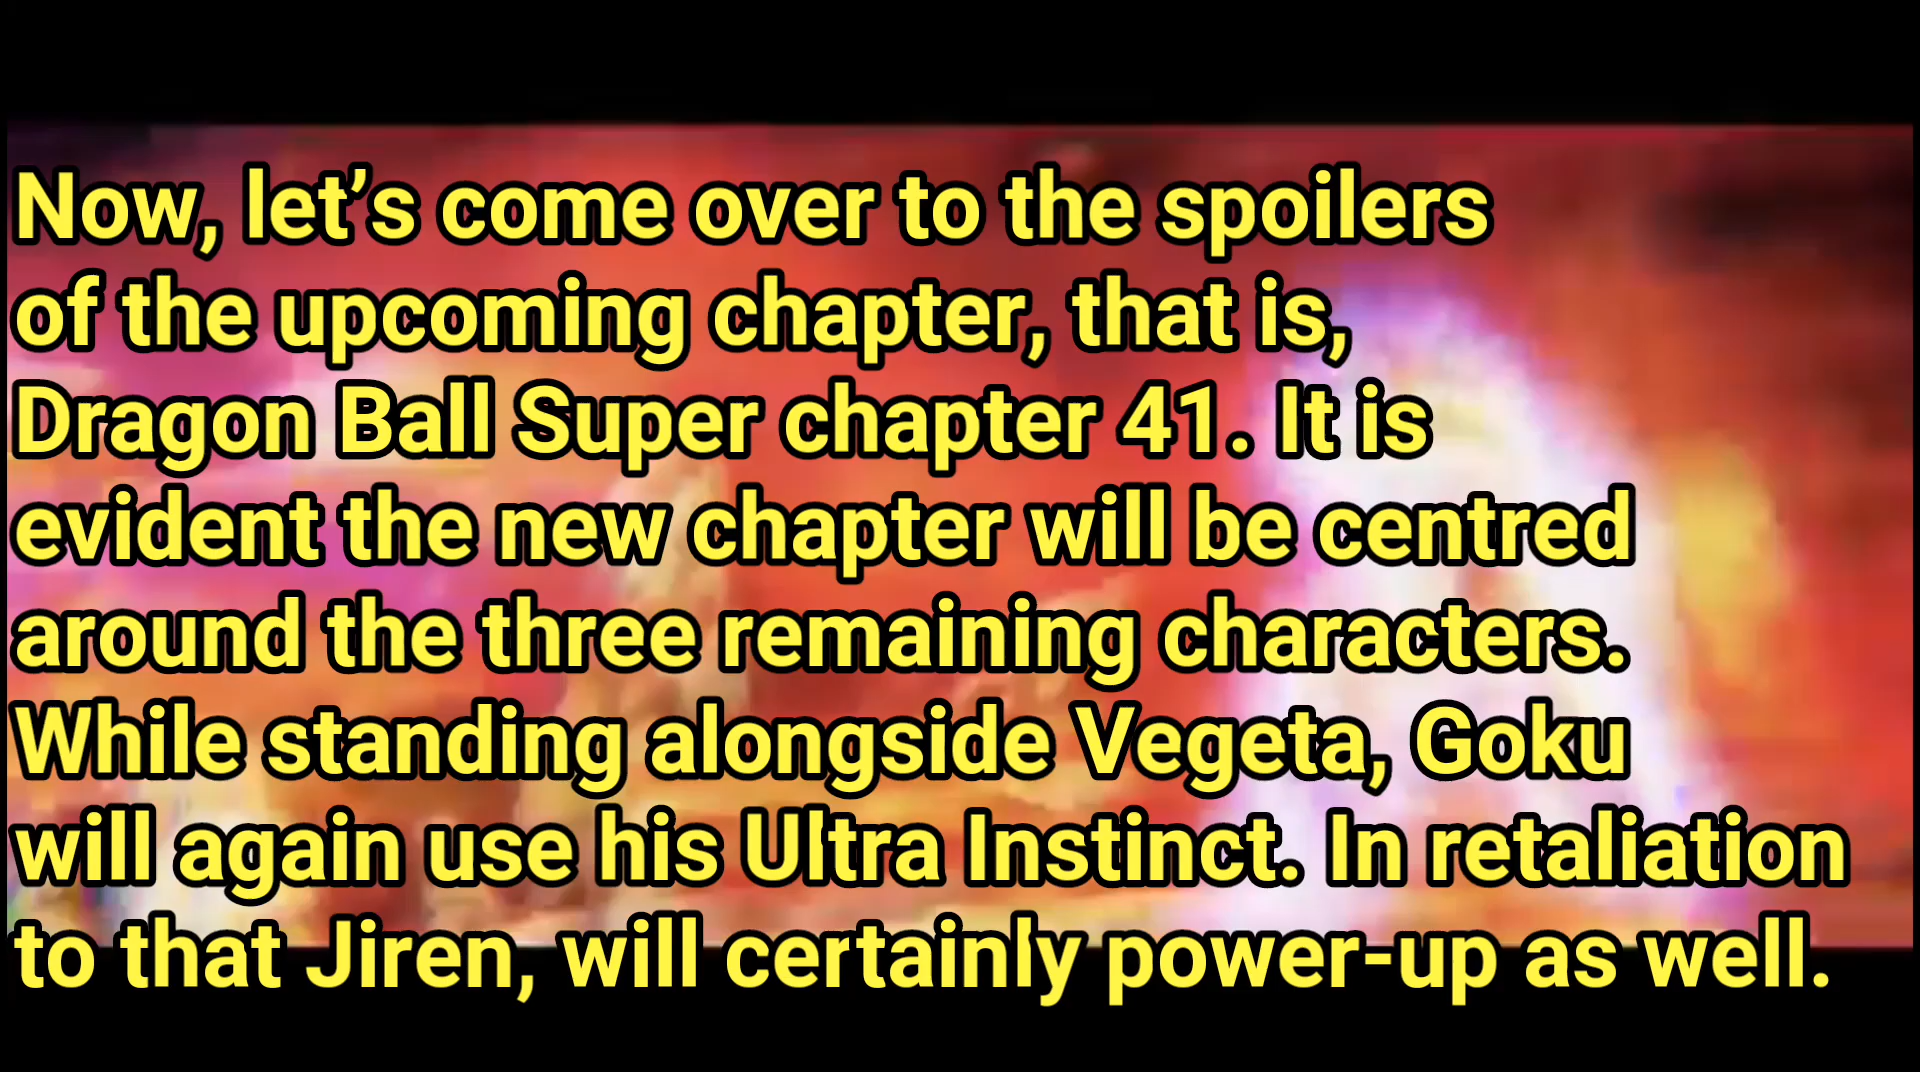 Now, let’s come over to the spoilers
of the upcoming chapter, that is,
Dragon Ball Super chapter 41. It is
evident the new chapter will be centred
around the three remaining characters.
While standing alongside Vegeta, Goku
will again use his Ultra Instinct. In retaliation
to that Jiren, will certainly power-up as well.